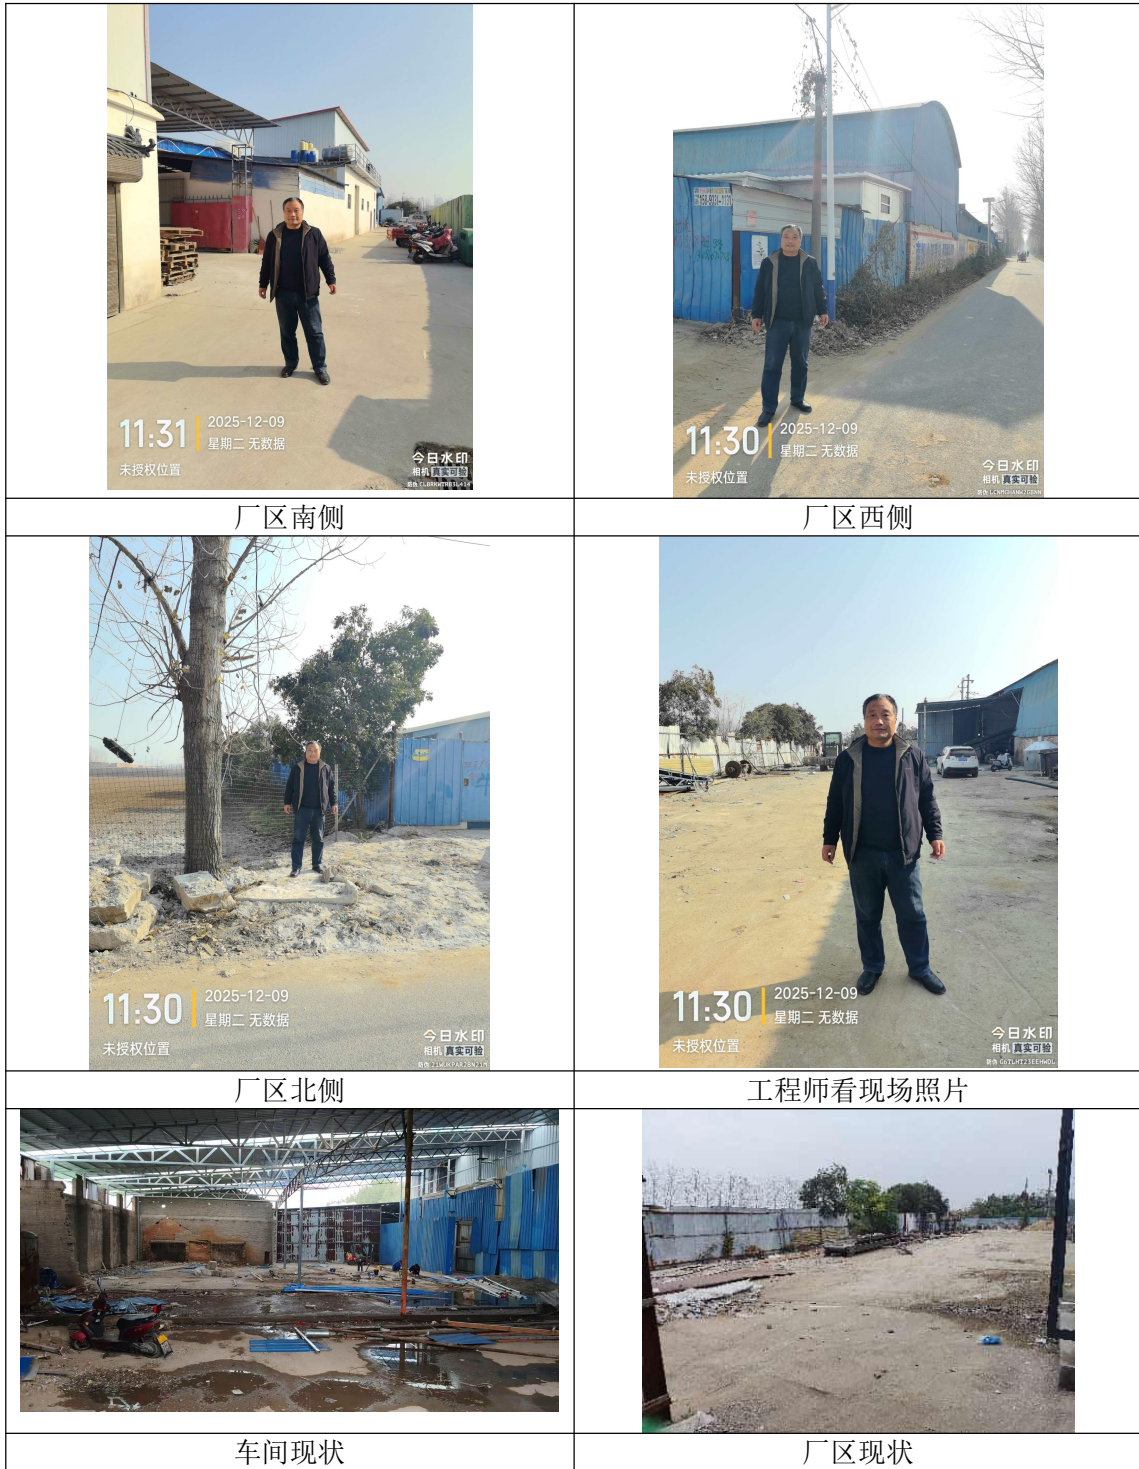 11:31
2025-12-09
星期二 无数据
未授权位置
今日水印
相机 真实可验
11:30
2025-12-09
星期二 无数据
未授权位置
今日水印
相机 真实可验
厂区南侧
厂区西侧
11:30
2025-12-09
星期二 无数据
未授权位置
今日水印
相机 真实可验
11:30
2025-12-09
星期二 无数据
未授权位置
今日水印
相机 真实可验
防伪 G6TLHT23EEHWDL
厂区北侧
工程师看现场照片
车间现状
厂区现状